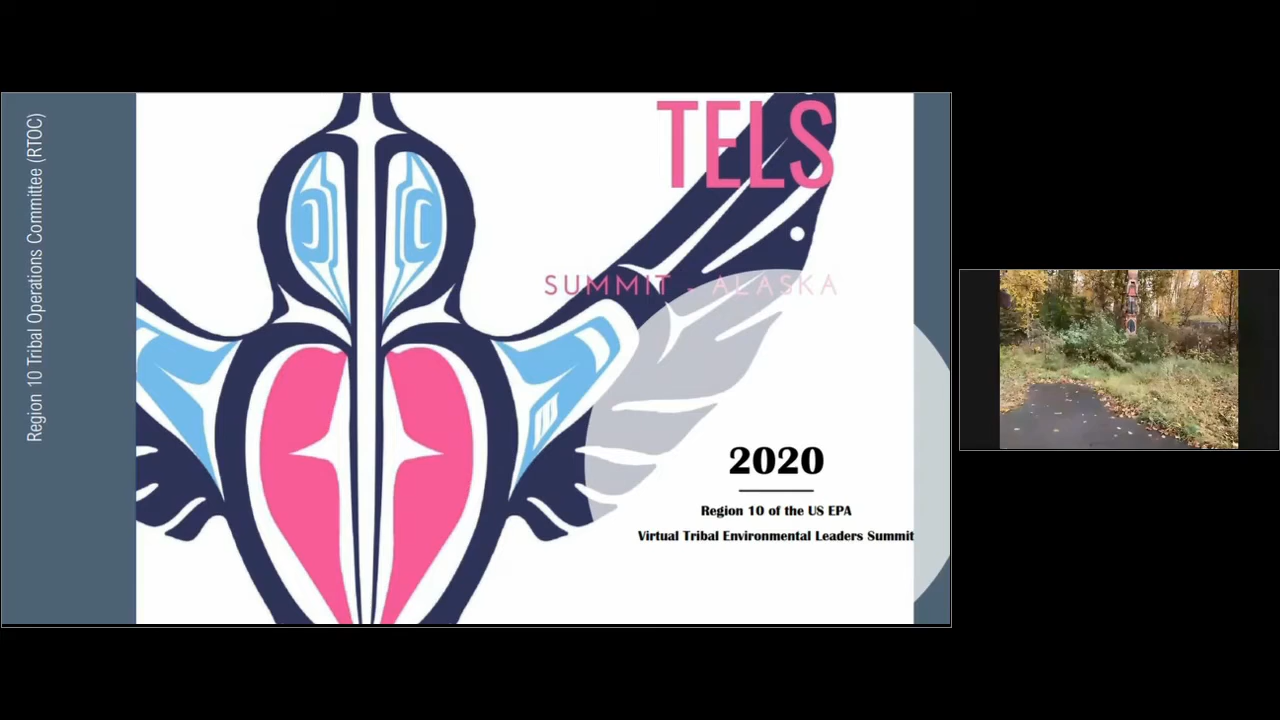 Region 10 Tribal Operations Committee (RTOC)
TELS
SUMMIT - ALASKA
2020
Region 10 of the US EPA
Virtual Tribal Environmental Leaders Summit